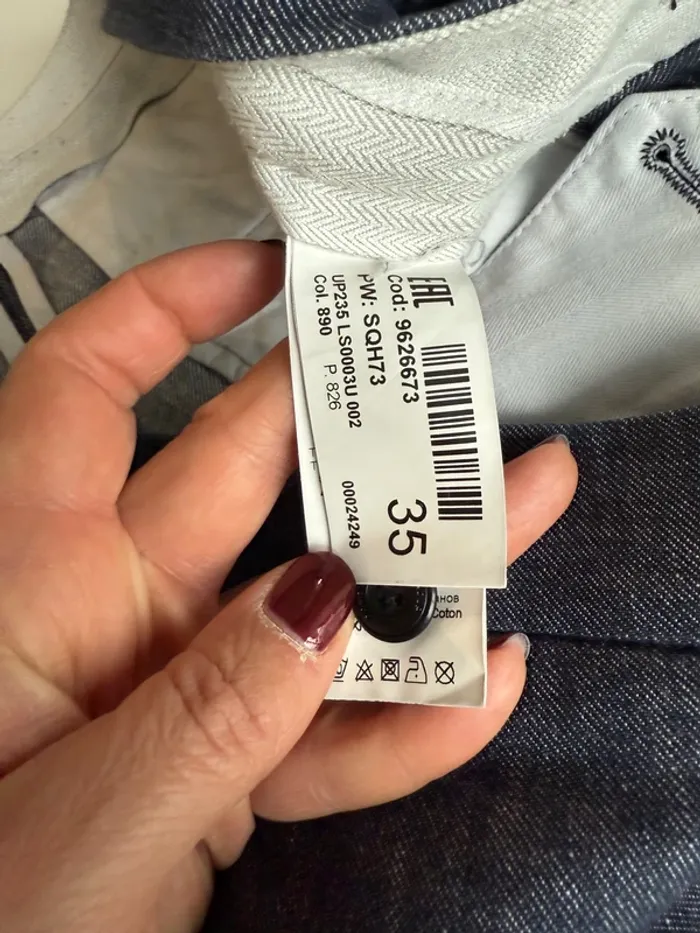 EAC
Cod: 9626673
PW: SQH73
UP235 LS0003U 002
Col. 890
P. 826
00024249
35
Coton